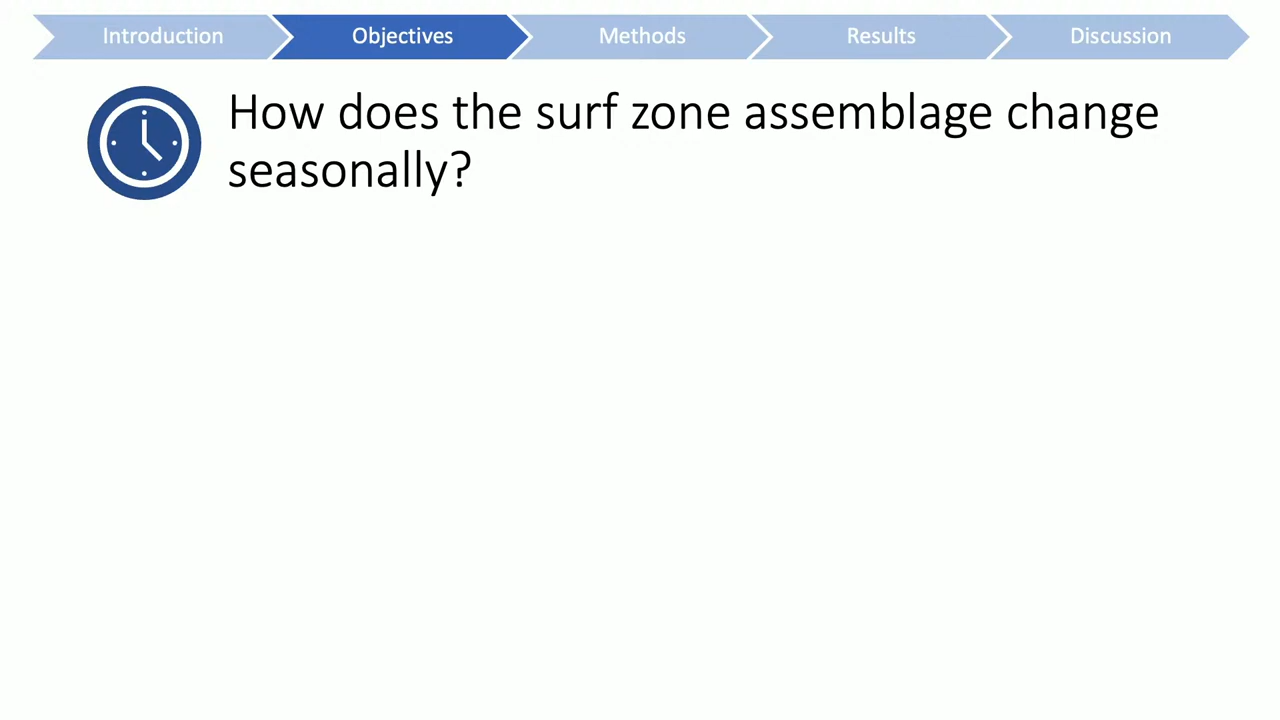 Introduction
Objectives
Methods
Results
Discussion
How does the surf zone assemblage change
seasonally?